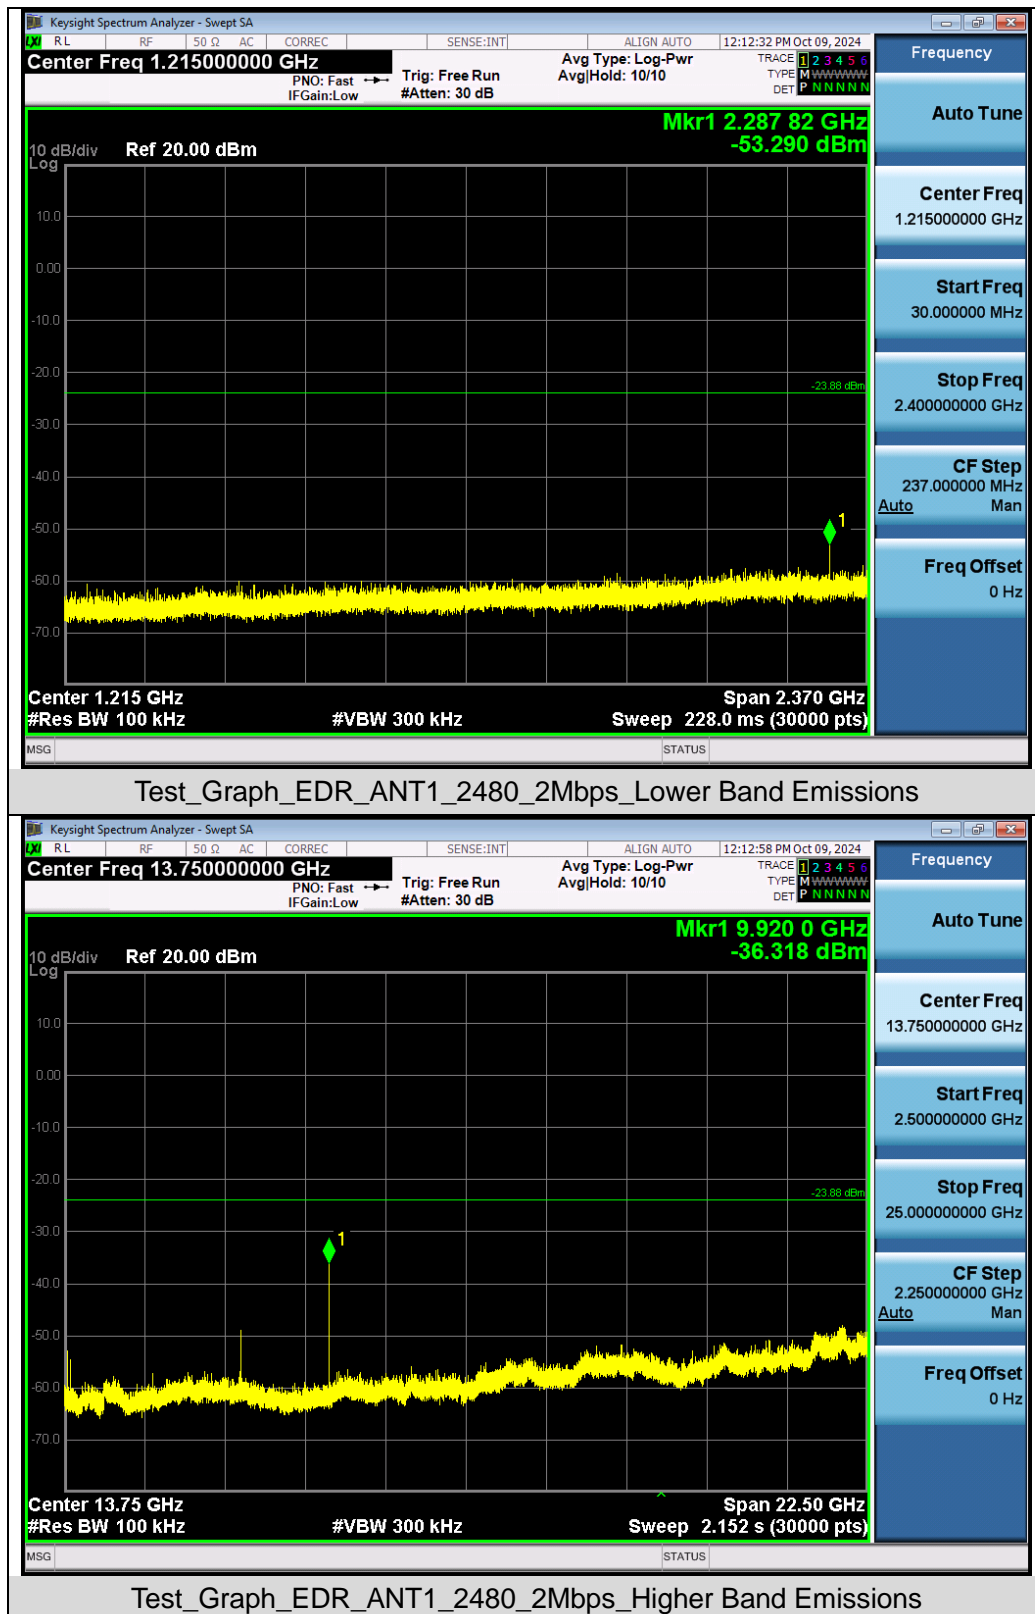 Keysight Spectrum Analyzer - Swept SA
LXI RL RF 50 Ω AC CORREC SENSE:INT ALIGN AUTO 12:12:32 PM Oct 09, 2024
Center Freq 1.215000000 GHz
PNO: Fast
IFGain:Low
Trig: Free Run
#Atten: 30 dB
Avg Type: Log-Pwr
Avg|Hold: 10/10
TRACE 1 2 3 4 5 6
TYPE M WWWWW
DET P N N N N N
Mkr1 2.287 82 GHz
-53.290 dBm
10 dB/div
Log
Ref 20.00 dBm
10.0
0.00
-10.0
-20.0
-23.88 dBm
-30.0
-40.0
-50.0
1
-60.0
-70.0
Center 1.215 GHz Span 2.370 GHz
#Res BW 100 kHz #VBW 300 kHz Sweep 228.0 ms (30000 pts)
MSG STATUS
Frequency
Auto Tune
Center Freq
1.215000000 GHz
Start Freq
30.000000 MHz
Stop Freq
2.400000000 GHz
CF Step
237.000000 MHz
Auto Man
Freq Offset
0 Hz
Test_Graph_EDR_ANT1_2480_2Mbps_Lower Band Emissions
Keysight Spectrum Analyzer - Swept SA
LXI RL RF 50 Ω AC CORREC SENSE:INT ALIGN AUTO 12:12:58 PM Oct 09, 2024
Center Freq 13.750000000 GHz
PNO: Fast
IFGain:Low
Trig: Free Run
#Atten: 30 dB
Avg Type: Log-Pwr
Avg|Hold: 10/10
TRACE 1 2 3 4 5 6
TYPE M WWWWW
DET P N N N N N
Mkr1 9.920 0 GHz
-36.318 dBm
10 dB/div
Log
Ref 20.00 dBm
10.0
0.00
-10.0
-20.0
-23.88 dBm
-30.0
1
-40.0
-50.0
-60.0
-70.0
Center 13.75 GHz Span 22.50 GHz
#Res BW 100 kHz #VBW 300 kHz Sweep 2.152 s (30000 pts)
MSG STATUS
Frequency
Auto Tune
Center Freq
13.750000000 GHz
Start Freq
2.500000000 GHz
Stop Freq
25.000000000 GHz
CF Step
2.250000000 GHz
Auto Man
Freq Offset
0 Hz
Test_Graph_EDR_ANT1_2480_2Mbps_Higher Band Emissions